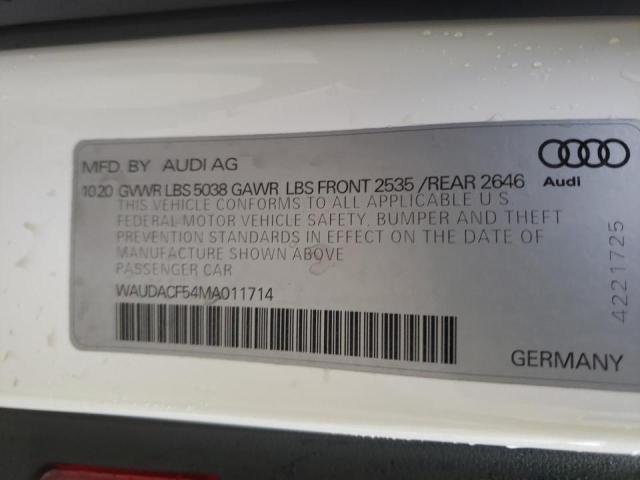 MFD BY AUDI AG
10 20 GVWR LBS 5038 GAWR LBS FRONT 2535 /REAR 2646
THIS VEHICLE CONFORMS TO ALL APPLICABLE U S
FEDERAL MOTOR VEHICLE SAFETY, BUMPER AND THEFT
PREVENTION STANDARDS IN EFFECT ON THE DATE OF
MANUFACTURE SHOWN ABOVE
PASSENGER CAR
WAUDACF54MA011714
Audi
4221725
GERMANY